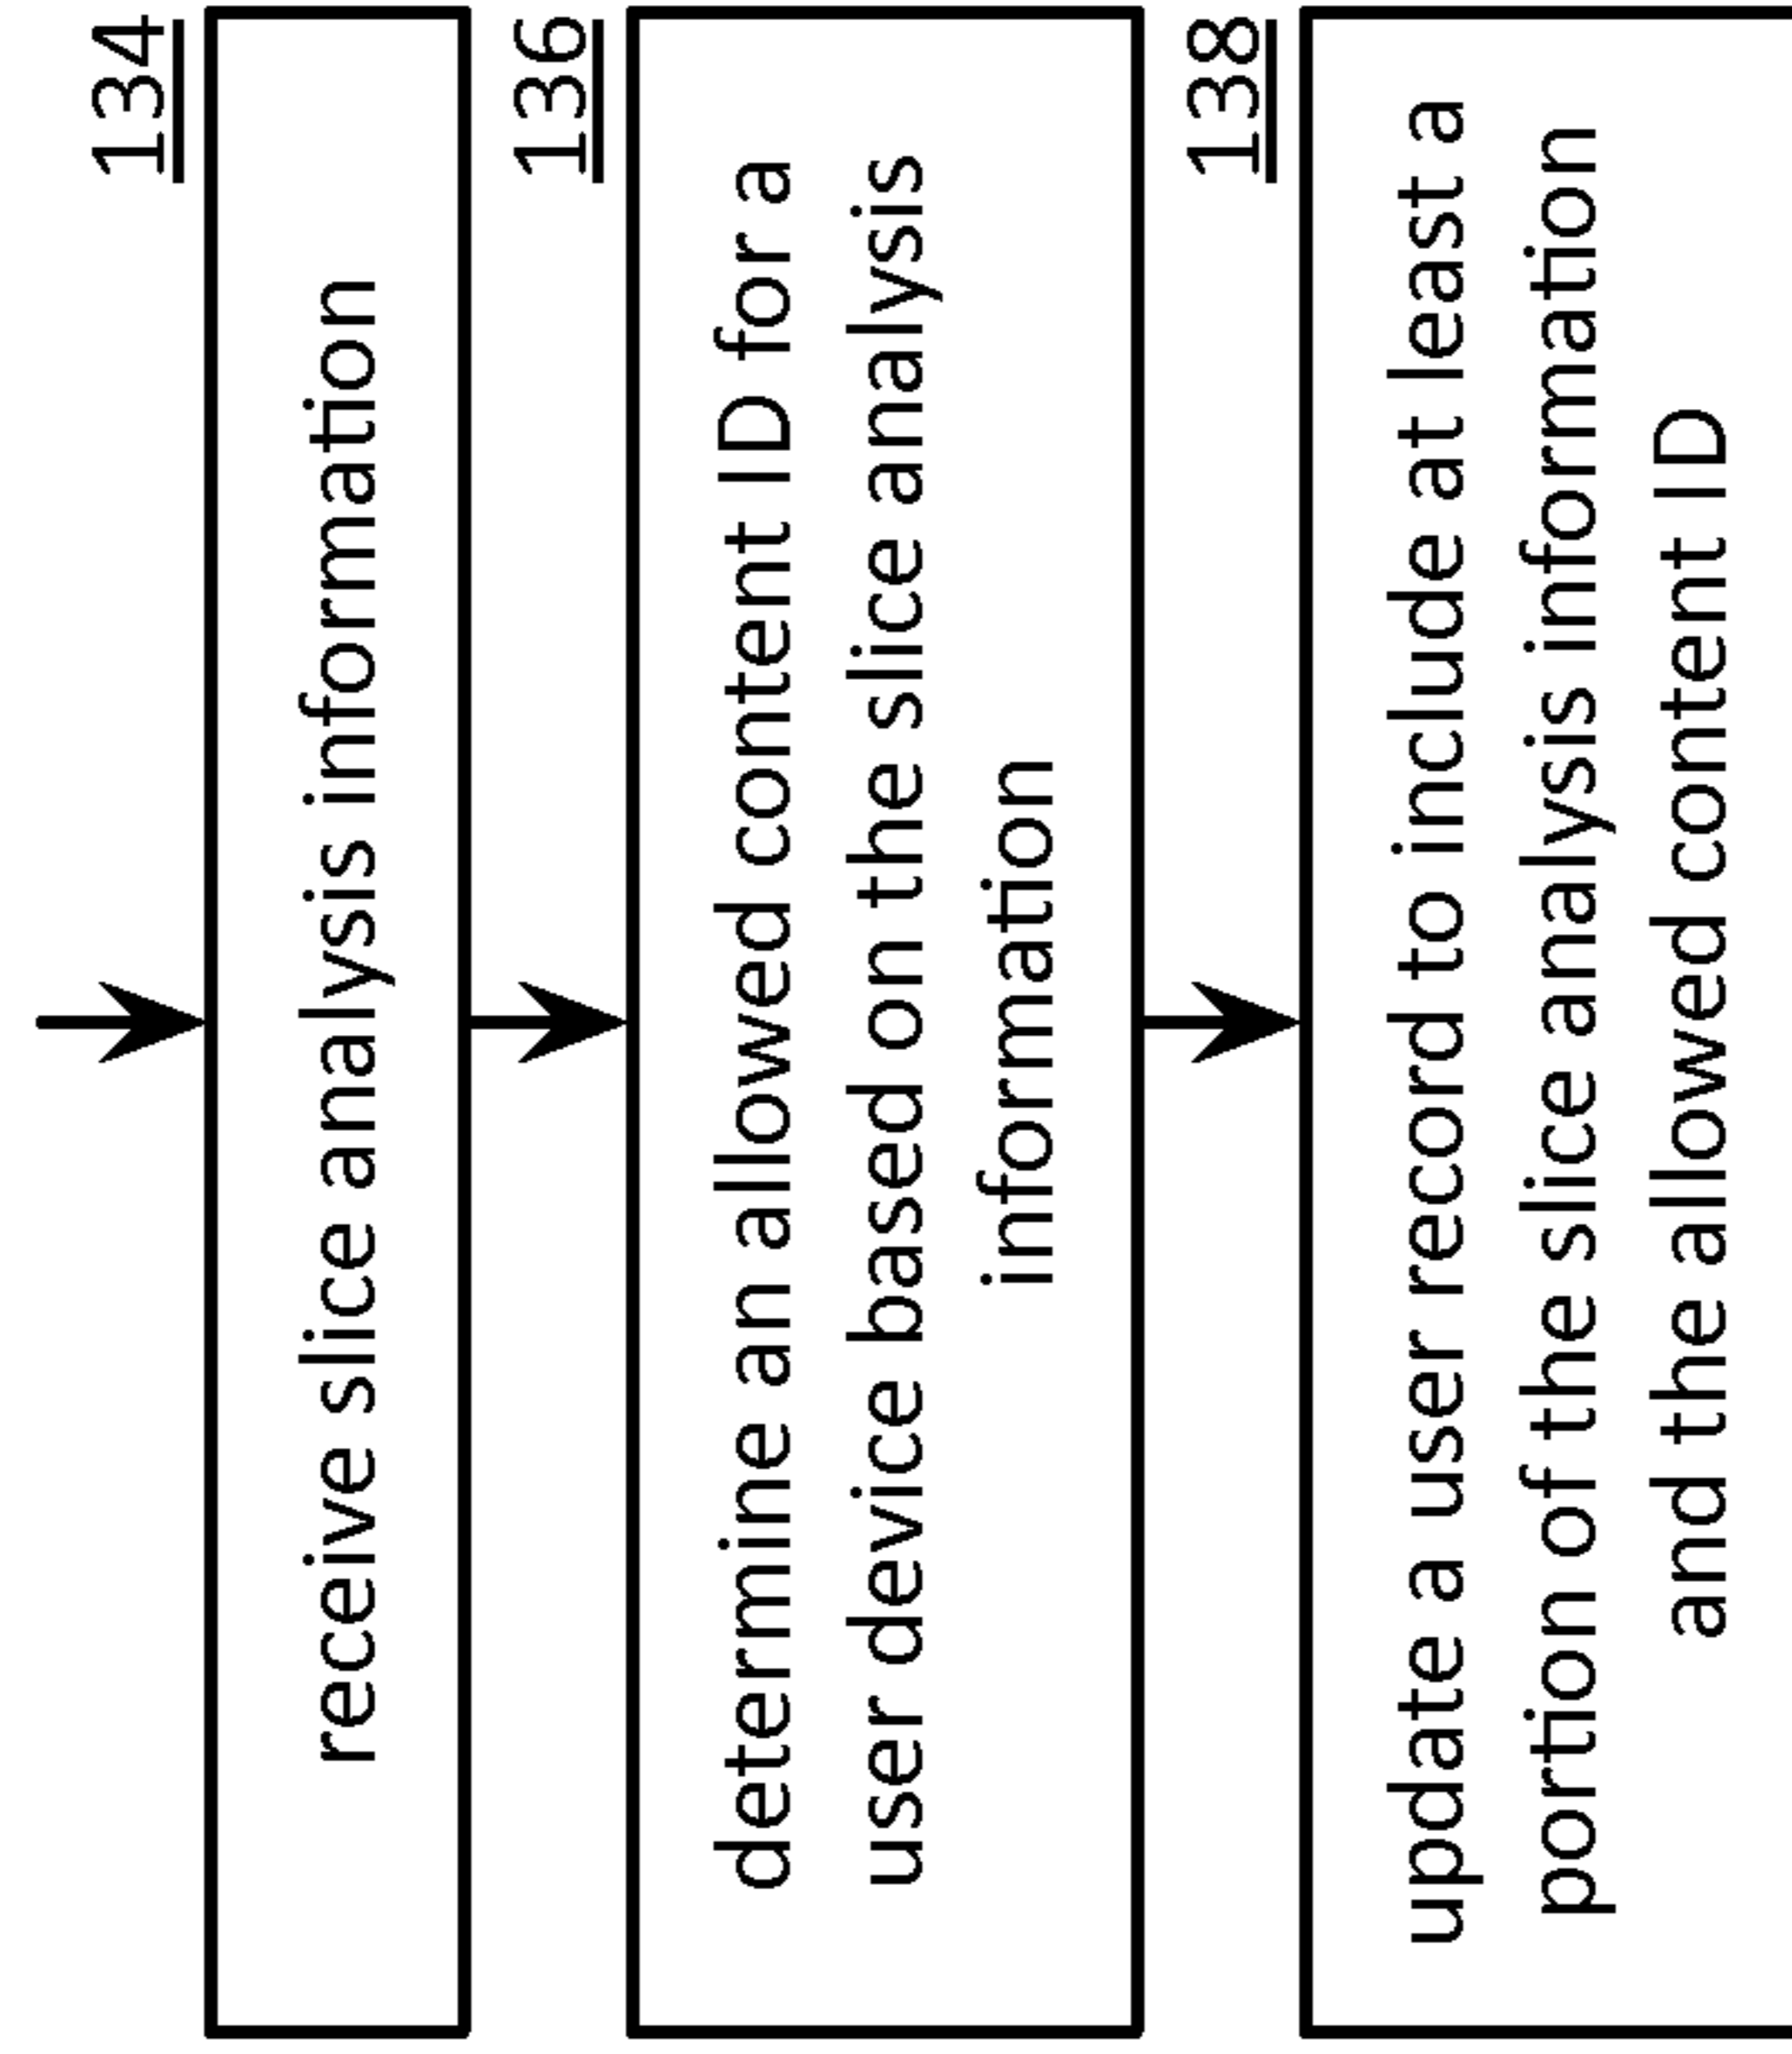 134
receive slice analysis information
136
determine an allowed content ID for a
user device based on the slice analysis
information
138
update a user record to include at least a
portion of the slice analysis information
and the allowed content ID